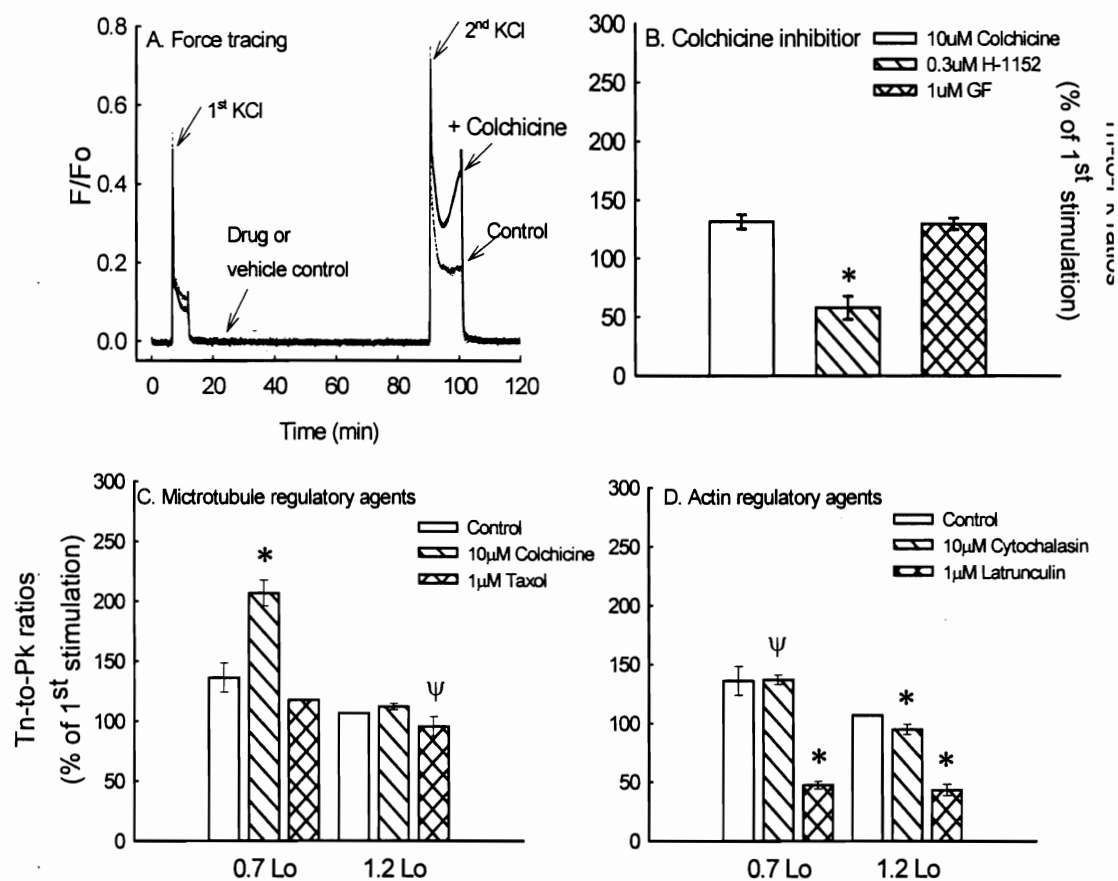 A. Force tracing
0.8
0.6
0.4
0.2
0.0
F/Fo
1st KCl
2nd KCl
+ Colchicine
Control
Drug or
vehicle control
0 20 40 60 80 100 120
Time (min)
B. Colchicine inhibitior
300
250
200
150
100
50
0
10uM Colchicine
0.3uM H-1152
1uM GF
*
(% of 1st stimulation)
ratios
C. Mictrotubule regulatory agents
300
250
200
150
100
50
0
Tn-to-Pk ratios
(% of 1st stimulation)
Control
10µM Colchicine
1µM Taxol
*
ψ
0.7 Lo 1.2 Lo
D. Actin regulatory agents
300
250
200
150
100
50
0
Control
10µM Cytochalasin
1µM Latrunculin
ψ
*
*
*
0.7 Lo 1.2 Lo